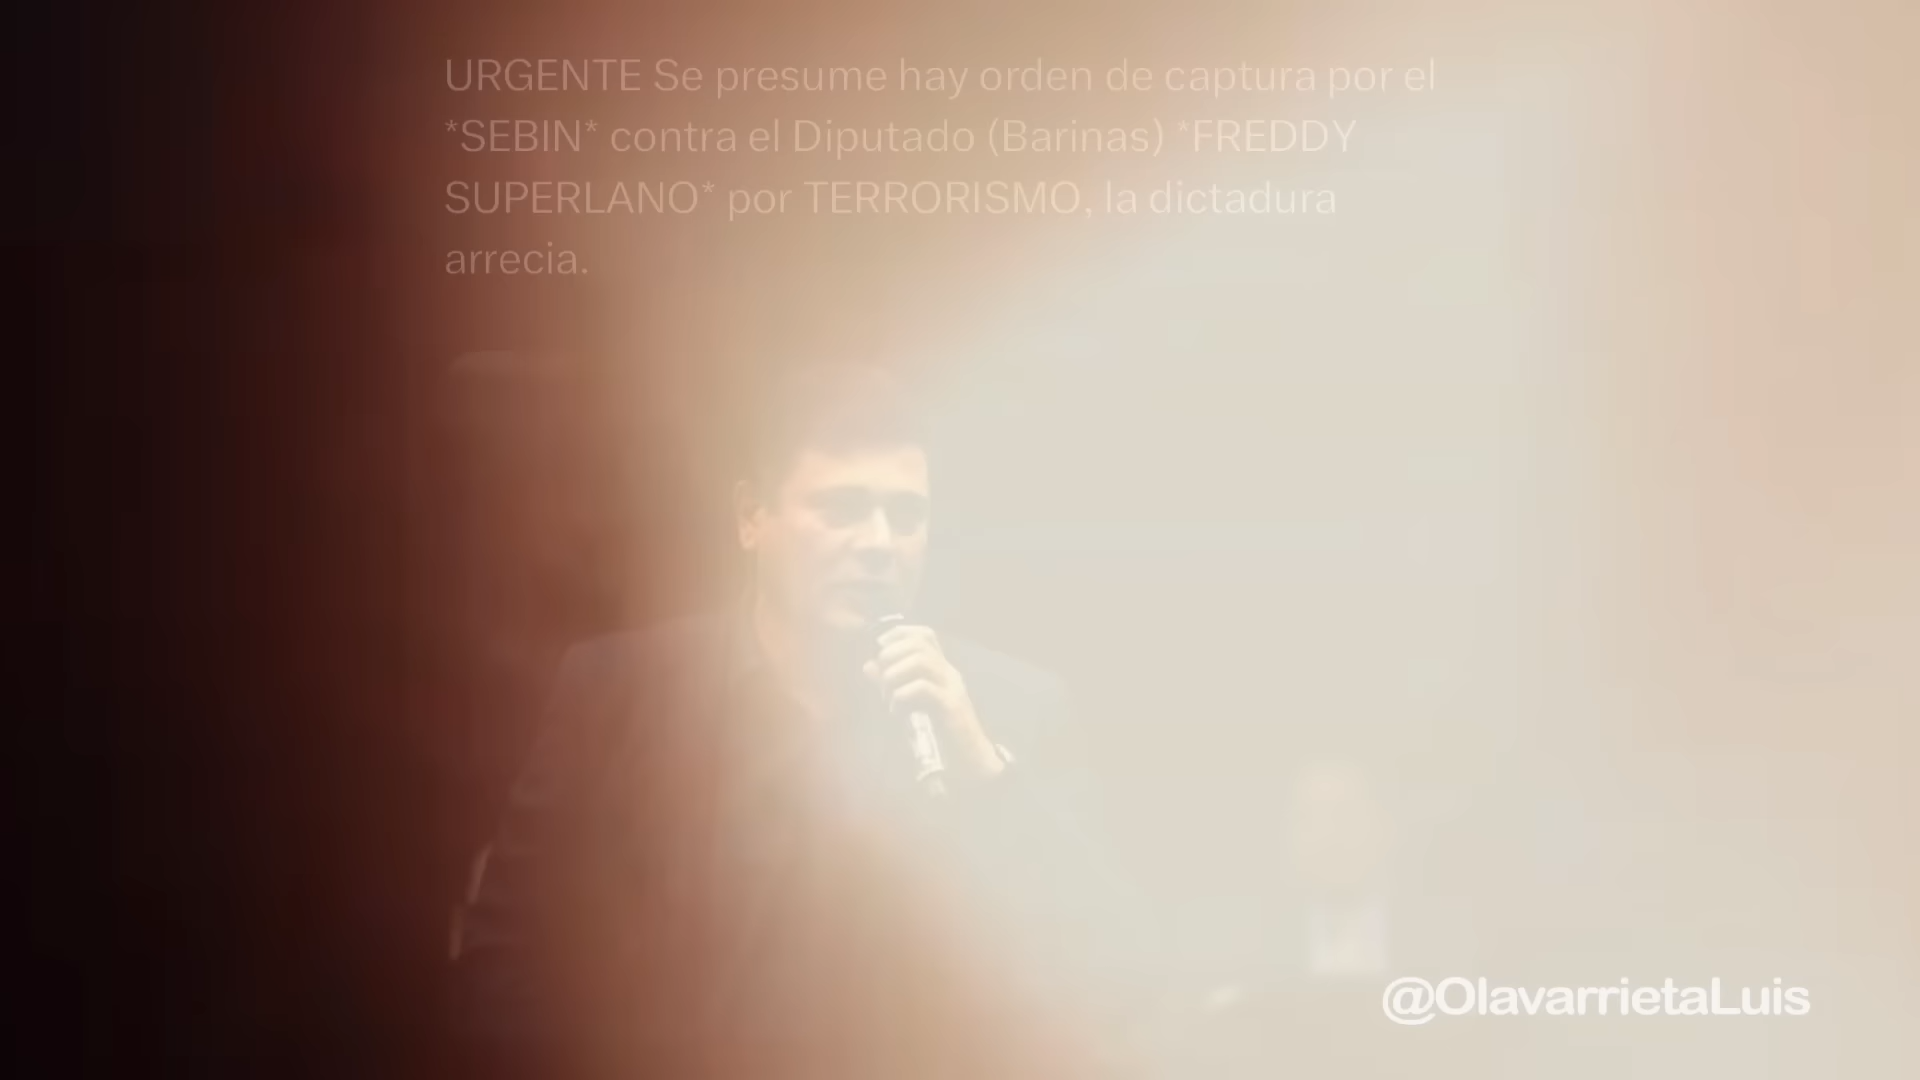 URGENTE Se presume hay orden de captura por el
*SEBIN* contra el Diputado (Barinas) *FREDDY
SUPERLANO* por TERRORISMO, la dictadura
arrecia.
@OlavarrietaLuis